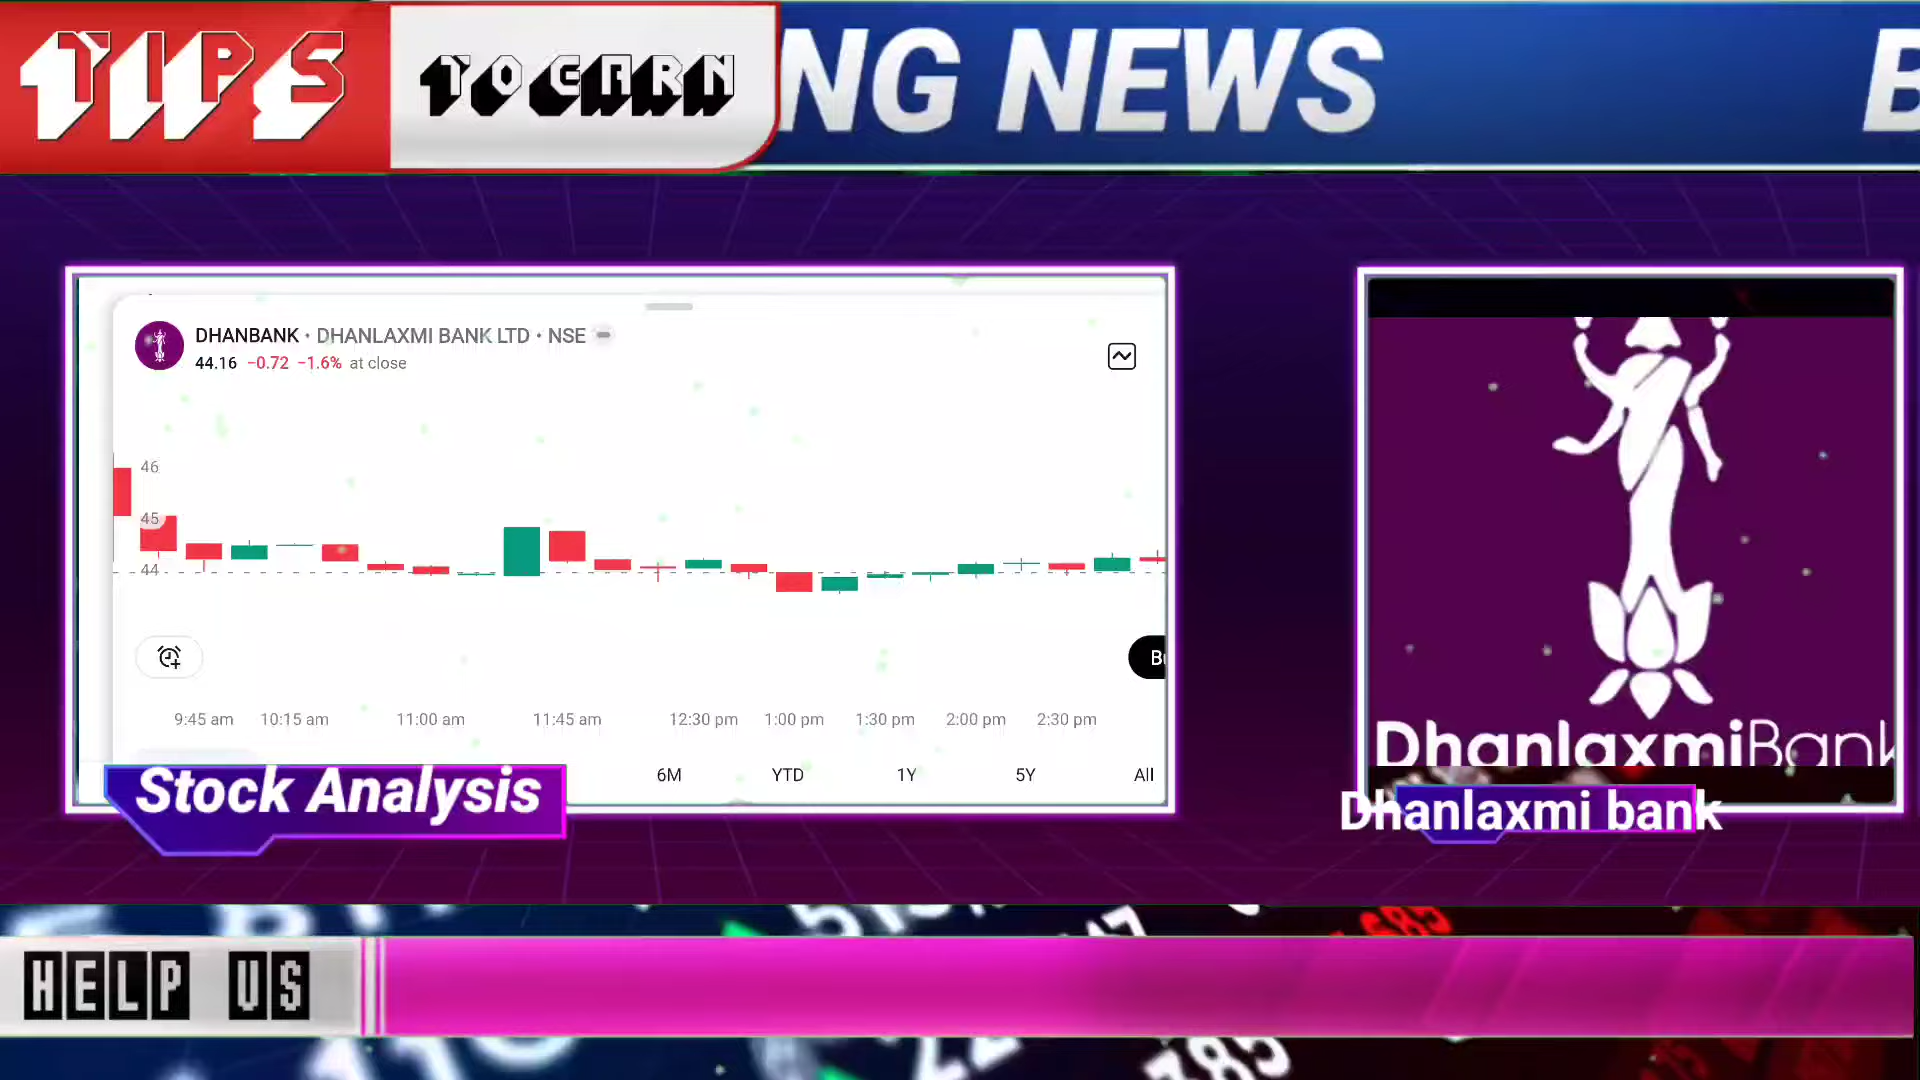 TIPS
TO EARN
NG NEWS
B
DHANBANK · DHANLAXMI BANK LTD · NSE
44.16 −0.72 −1.6% at close
46
45
44
9:45 am 10:15 am 11:00 am 11:45 am 12:30 pm 1:00 pm 1:30 pm 2:00 pm 2:30 pm
6M YTD 1Y 5Y All
Stock Analysis
DhanlaxmiBank
Dhanlaxmi bank
685
HELP US
785